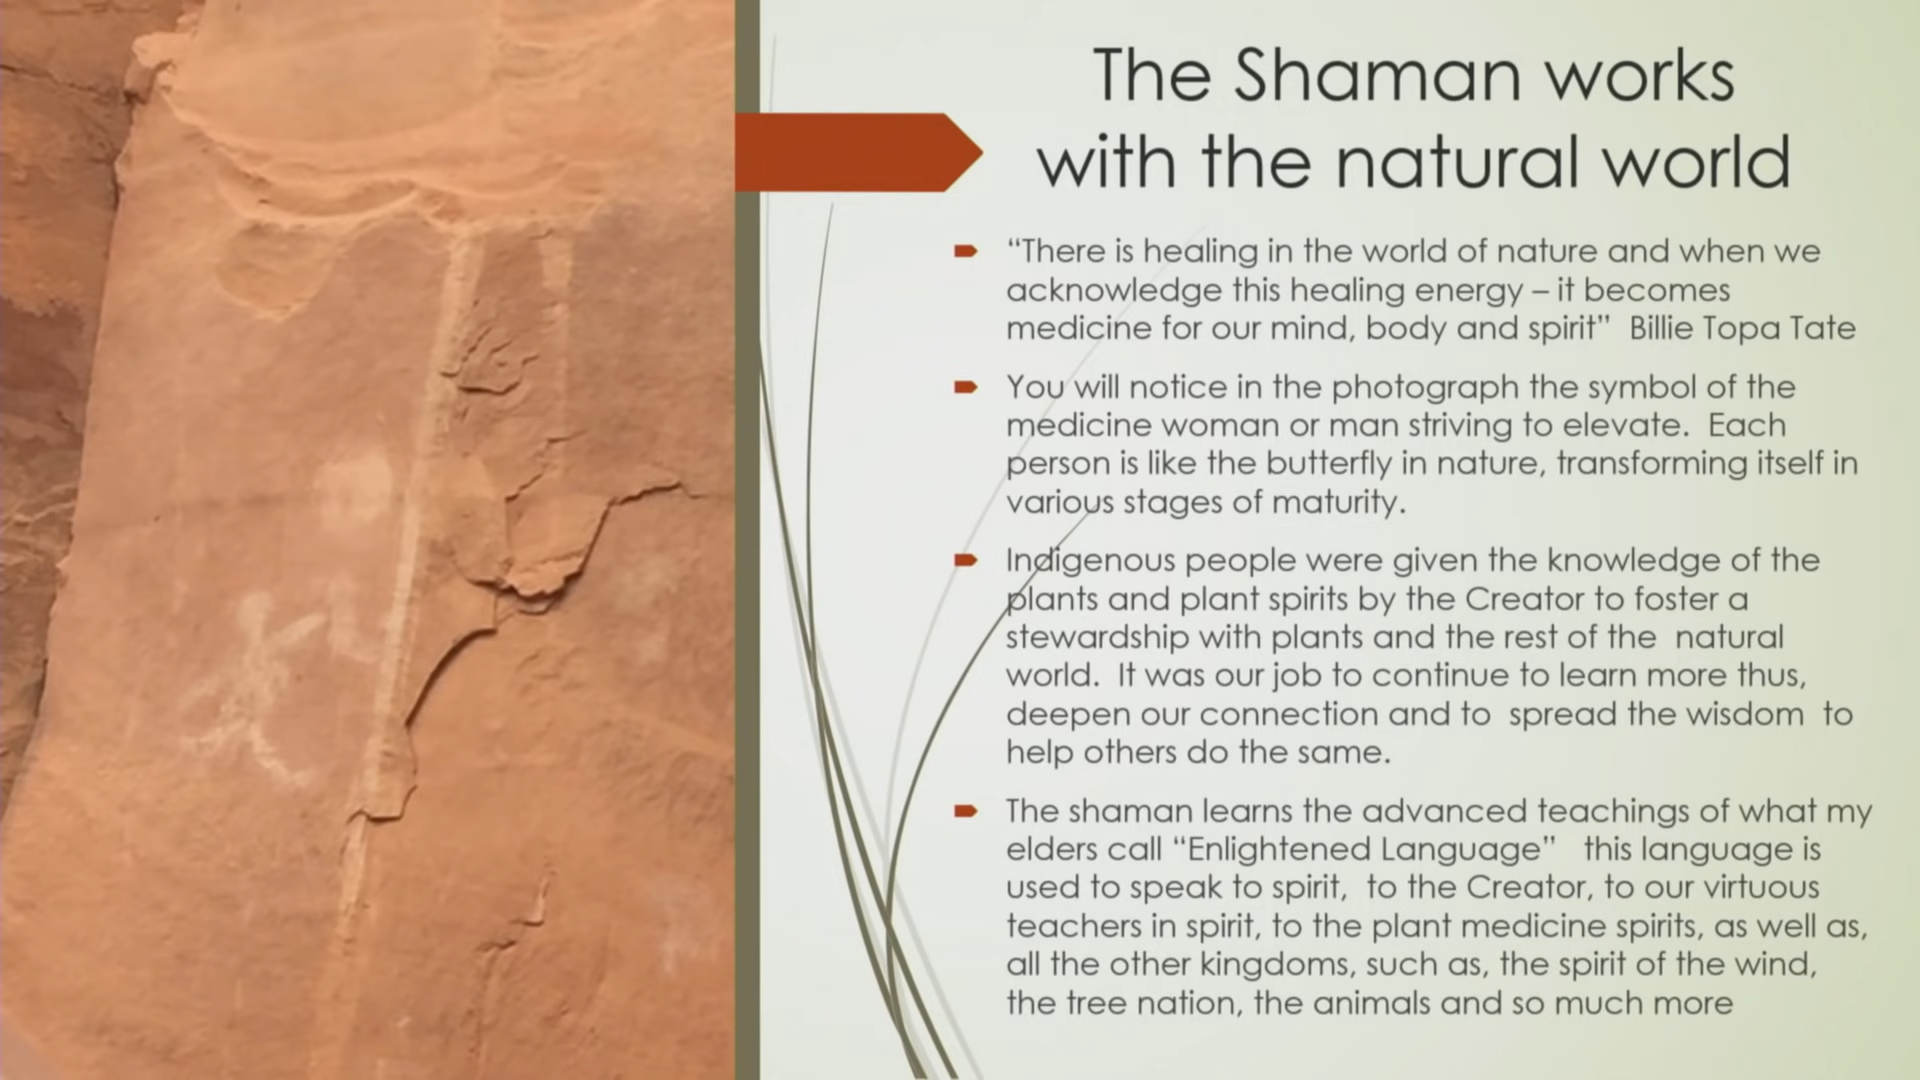 The Shaman works
with the natural world
“There is healing in the world of nature and when we
acknowledge this healing energy – it becomes
medicine for our mind, body and spirit”  Billie Topa Tate
You will notice in the photograph the symbol of the
medicine woman or man striving to elevate.  Each
person is like the butterfly in nature, transforming itself in
various stages of maturity.
Indigenous people were given the knowledge of the
plants and plant spirits by the Creator to foster a
stewardship with plants and the rest of the  natural
world.  It was our job to continue to learn more thus,
deepen our connection and to  spread the wisdom  to
help others do the same.
The shaman learns the advanced teachings of what my
elders call “Enlightened Language”   this language is
used to speak to spirit,  to the Creator, to our virtuous
teachers in spirit, to the plant medicine spirits, as well as,
all the other kingdoms, such as, the spirit of the wind,
the tree nation, the animals and so much more